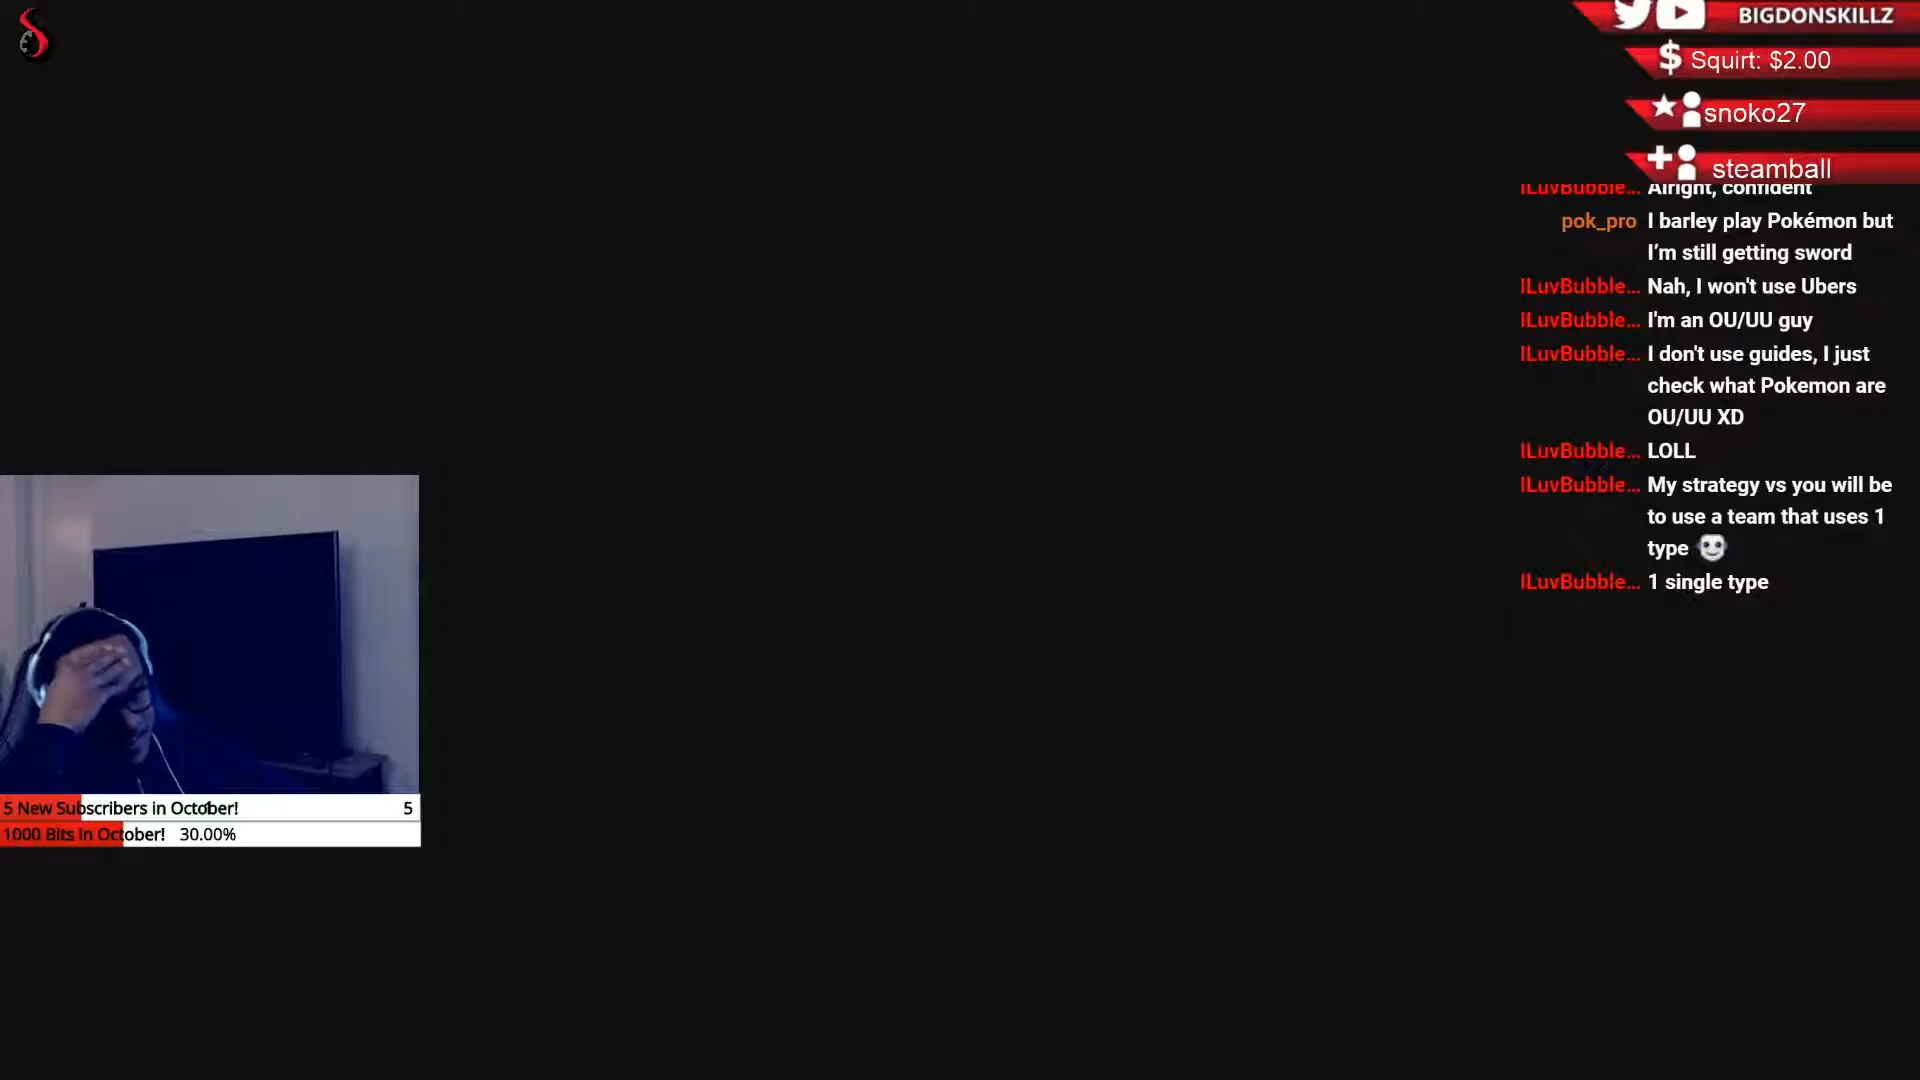 BIGDONSKILLZ
$ Squirt: $2.00
snoko27
steamball
ILuvBubble... Alright, confident
pok_pro I barley play Pokémon but
I'm still getting sword
ILuvBubble... Nah, I won't use Ubers
ILuvBubble... I'm an OU/UU guy
ILuvBubble... I don't use guides, I just
check what Pokemon are
OU/UU XD
ILuvBubble... LOLL
ILuvBubble... My strategy vs you will be
to use a team that uses 1
type
ILuvBubble... 1 single type
5 New Subscribers in October! 5
1000 Bits in October! 30.00%